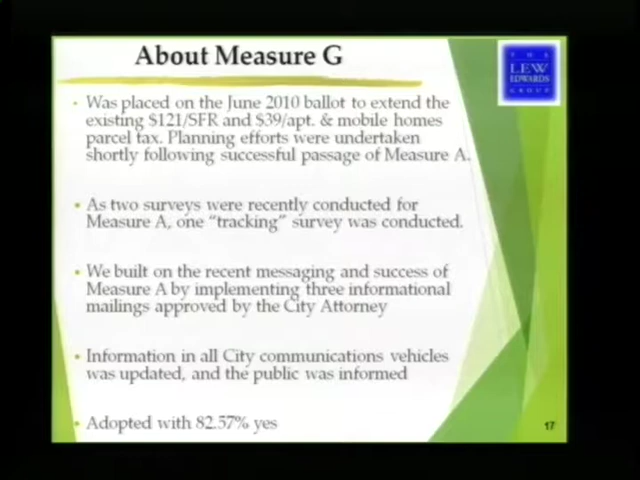 About Measure G
THE
LEW
EDWARDS
GROUP
• Was placed on the June 2010 ballot to extend the
existing $121/SFR and $39/apt. & mobile homes
parcel tax. Planning efforts were undertaken
shortly following successful passage of Measure A.
• As two surveys were recently conducted for
Measure A, one “tracking” survey was conducted.
• We built on the recent messaging and success of
Measure A by implementing three informational
mailings approved by the City Attorney
• Information in all City communications vehicles
was updated, and the public was informed
• Adopted with 82.57% yes
17